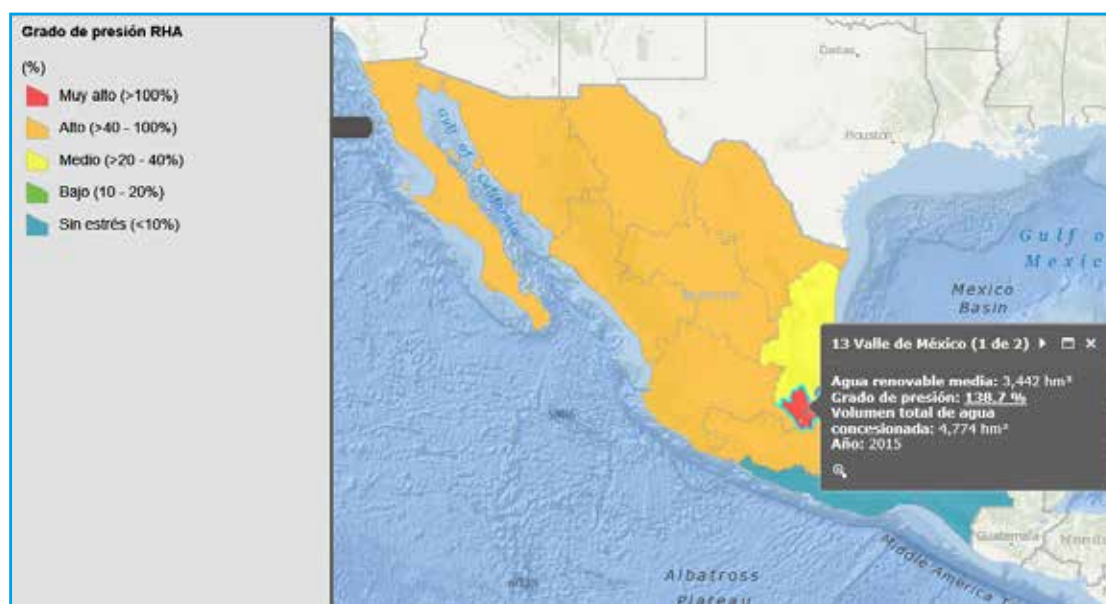 Grado de presión RHA
(%)
Muy alto (>100%)
Alto (>40 - 100%)
Medio (>20 - 40%)
Bajo (10 - 20%)
Sin estrés (<10%)
Dallas
Houston
Gulf of
California
Gulf o
Mexic
Mexico
Basin
13 Valle de México (1 de 2)
Agua renovable media: 3,442 hm³
Grado de presión: 138.7 %
Volumen total de agua
concesionada: 4,774 hm³
Año: 2015
Guatemala
Middle America T
Albatross
Plateau